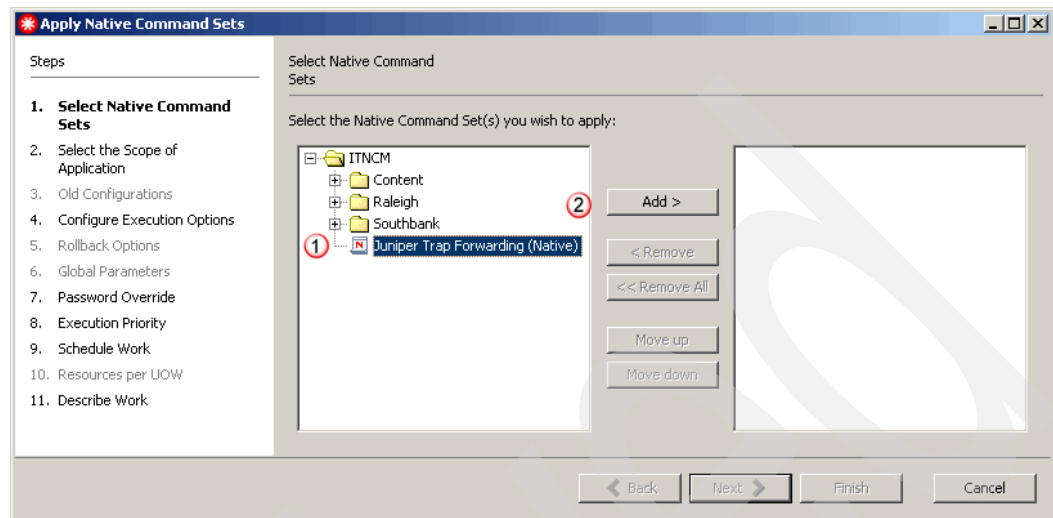 Apply Native Command Sets
Steps
1. Select Native Command
Sets
2. Select the Scope of
Application
3. Old Configurations
4. Configure Execution Options
5. Rollback Options
6. Global Parameters
7. Password Override
8. Execution Priority
9. Schedule Work
10. Resources per UOW
11. Describe Work
Select Native Command
Sets
Select the Native Command Set(s) you wish to apply:
ITNCM
Content
Raleigh
Southbank
1 N Juniper Trap Forwarding (Native)
2 Add >
< Remove
<< Remove All
Move up
Move down
Back
Next
Finish
Cancel